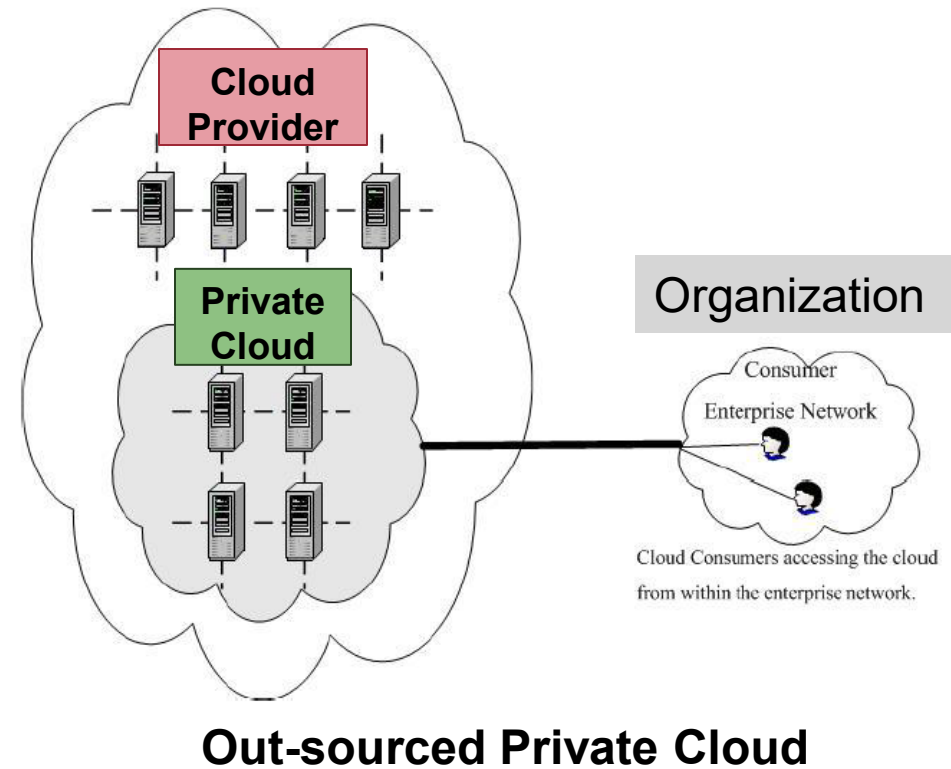 Cloud
Provider
Private
Cloud
Organization
Consumer
Enterprise Network
Cloud Consumers accessing the cloud
from within the enterprise network.
Out-sourced Private Cloud